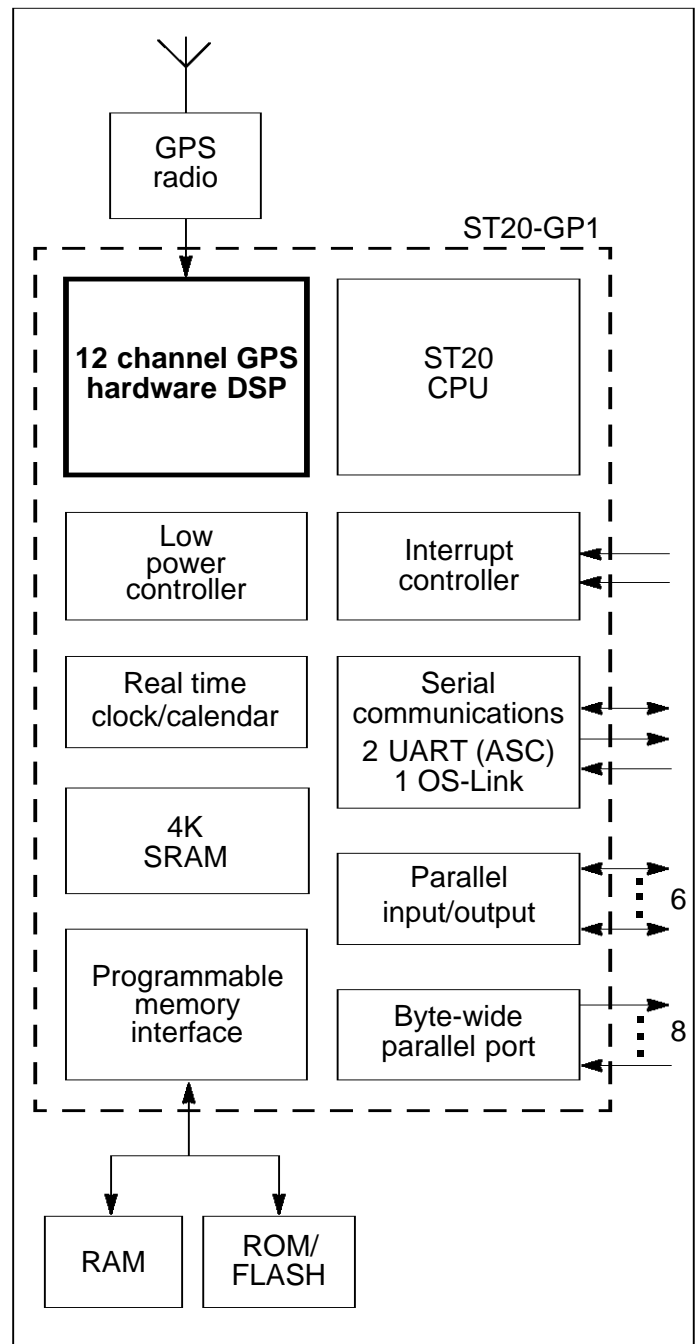 GPS
radio
ST20-GP1
12 channel GPS
hardware DSP
ST20
CPU
Low
power
controller
Interrupt
controller
Real time
clock/calendar
Serial
communications
2 UART (ASC)
1 OS-Link
4K
SRAM
Parallel
input/output
6
Programmable
memory
interface
Byte-wide
parallel port
8
RAM
ROM/
FLASH